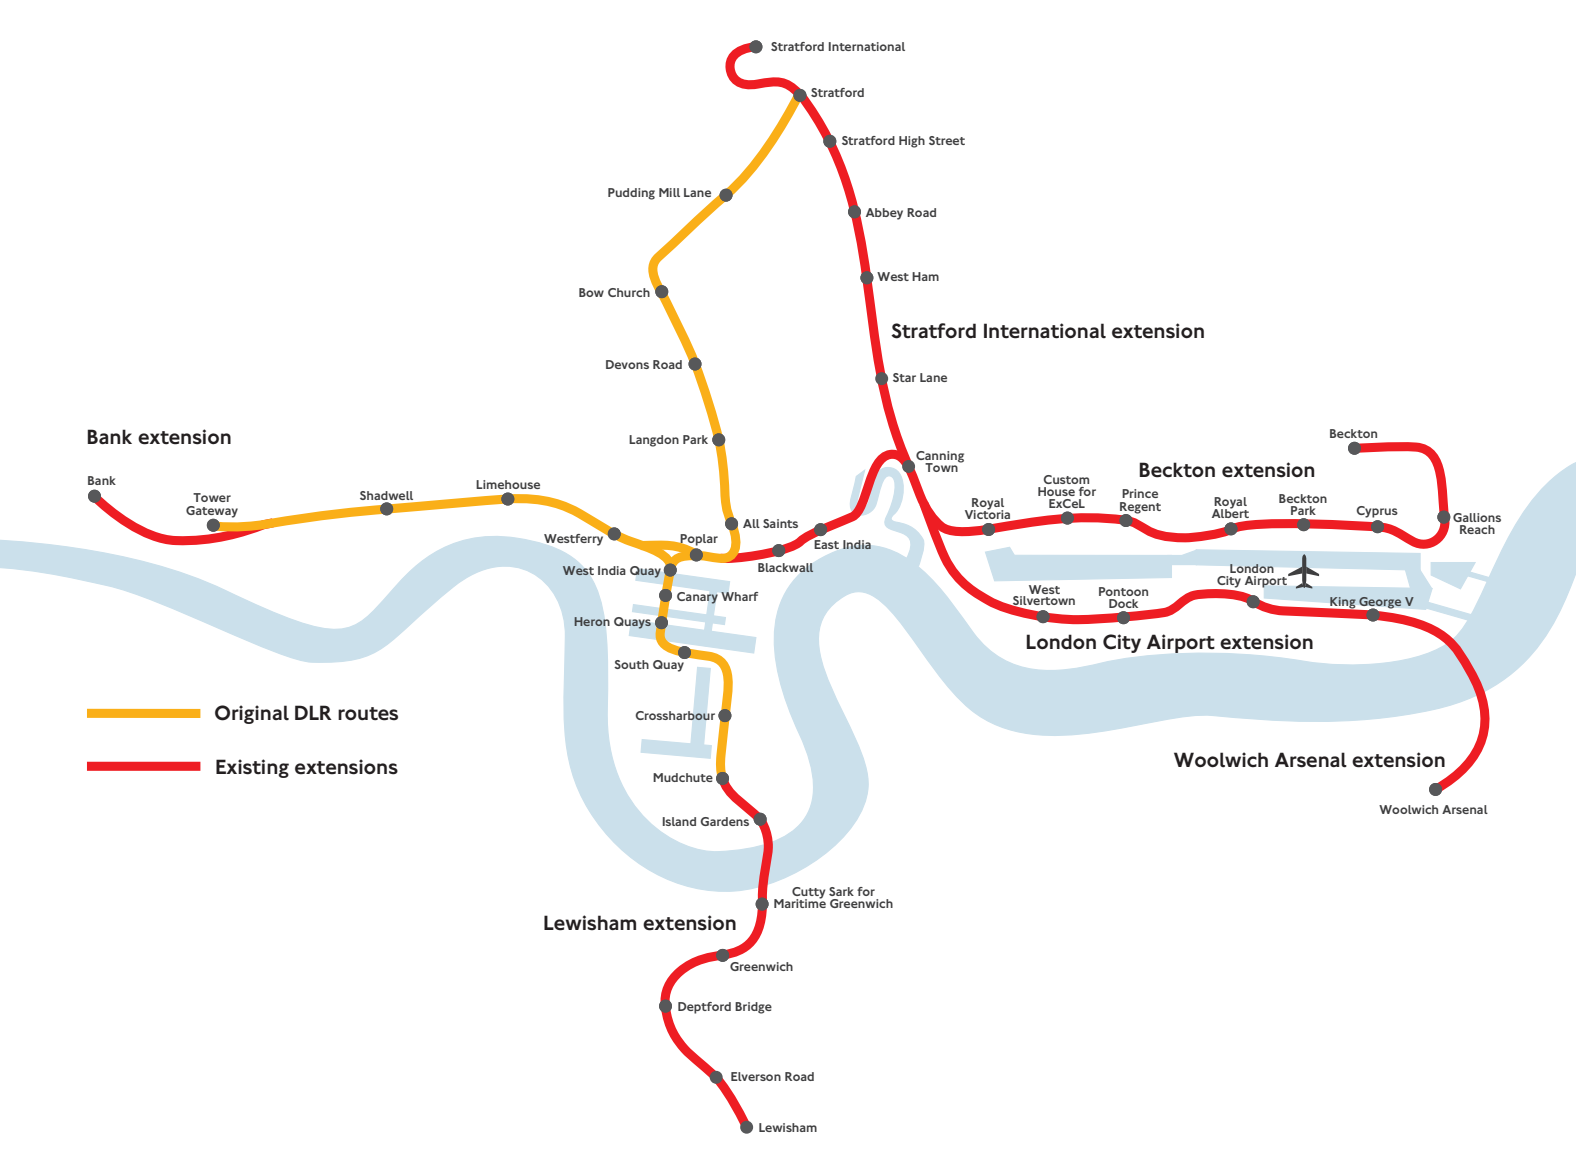 Stratford International
Stratford
Stratford High Street
Pudding Mill Lane
Abbey Road
West Ham
Bow Church
Stratford International extension
Devons Road
Star Lane
Bank extension
Langdon Park
Beckton
Canning
Town
Beckton extension
Bank
Tower
Gateway
Shadwell
Limehouse
Westferry
All Saints
Poplar
East India
Blackwall
Royal
Victoria
Custom
House for
ExCeL
Prince
Regent
Royal
Albert
Beckton
Park
Cyprus
Gallions
Reach
West India Quay
Canary Wharf
Heron Quays
South Quay
West
Silvertown
Pontoon
Dock
London
City Airport
King George V
London City Airport extension
Original DLR routes
Crossharbour
Existing extensions
Mudchute
Woolwich Arsenal extension
Woolwich Arsenal
Island Gardens
Cutty Sark for
Maritime Greenwich
Lewisham extension
Greenwich
Deptford Bridge
Elverson Road
Lewisham